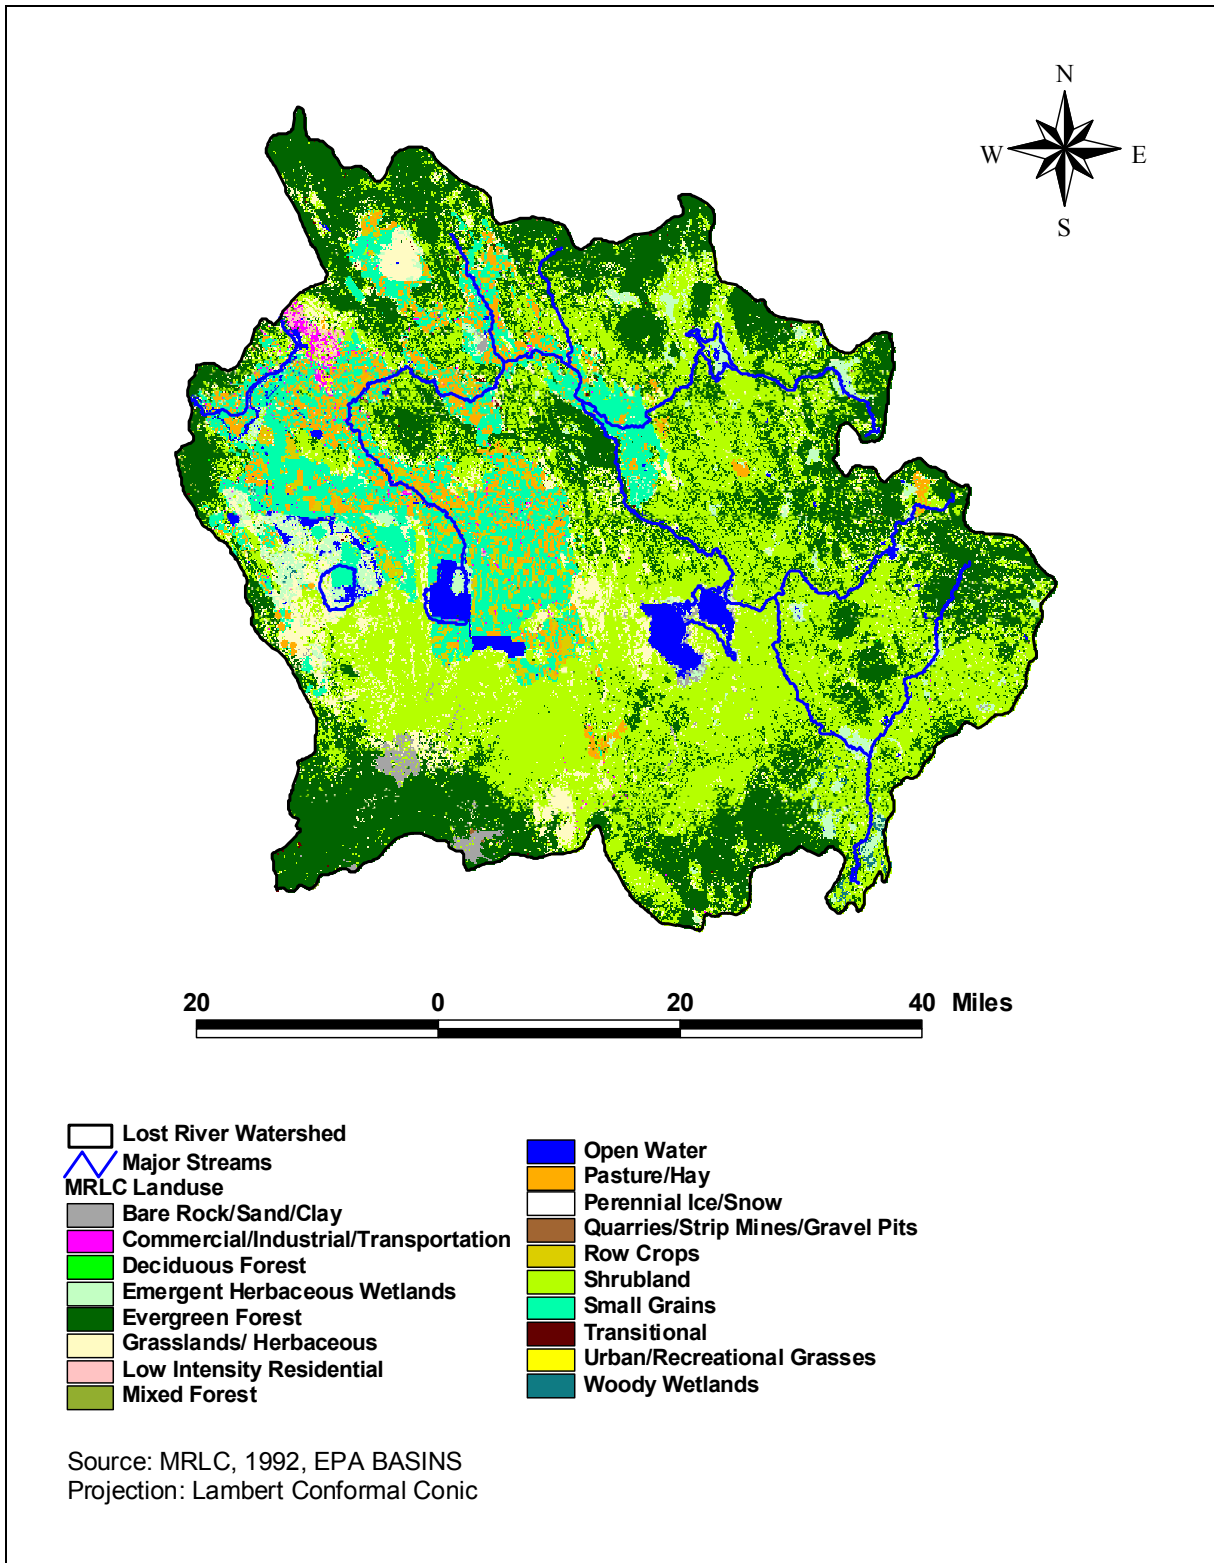 N
W E
S
20 0 20 40 Miles
Lost River Watershed
Major Streams
MRLC Landuse
Bare Rock/Sand/Clay
Commercial/Industrial/Transportation
Deciduous Forest
Emergent Herbaceous Wetlands
Evergreen Forest
Grasslands/ Herbaceous
Low Intensity Residential
Mixed Forest
Open Water
Pasture/Hay
Perennial Ice/Snow
Quarries/Strip Mines/Gravel Pits
Row Crops
Shrubland
Small Grains
Transitional
Urban/Recreational Grasses
Woody Wetlands
Source: MRLC, 1992, EPA BASINS
Projection: Lambert Conformal Conic